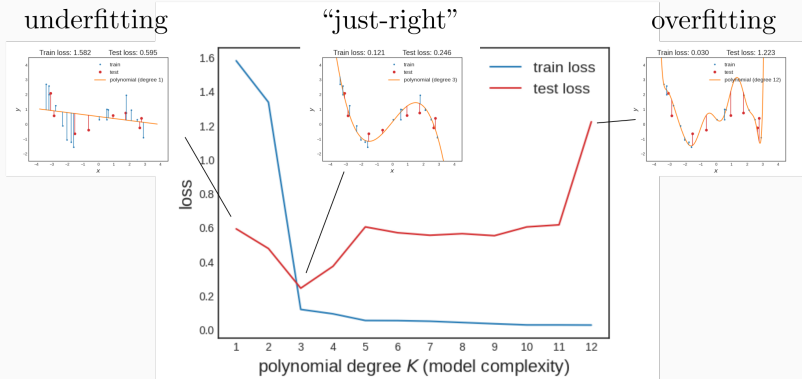 underfitting
“just-right”
overfitting
Train loss: 1.582 Test loss: 0.595
train
test
polynomial (degree 1)
y
x
Train loss: 0.121 Test loss: 0.246
train
test
polynomial (degree 3)
y
x
Train loss: 0.030 Test loss: 1.223
train
test
polynomial (degree 12)
y
x
train loss
test loss
loss
1.6
1.4
1.2
1.0
0.8
0.6
0.4
0.2
0.0
1 2 3 4 5 6 7 8 9 10 11 12
polynomial degree K (model complexity)